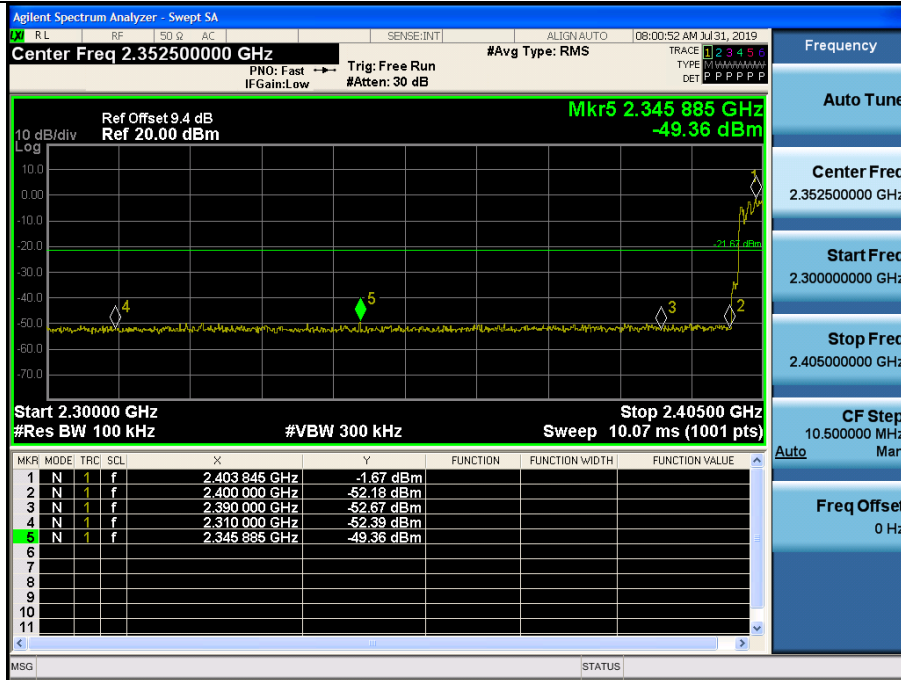 Agilent Spectrum Analyzer - Swept SA
LXI RL RF 50 Ω AC SENSE:INT ALIGN AUTO 08:00:52 AM Jul 31, 2019
Center Freq 2.352500000 GHz
PNO: Fast
IFGain:Low
Trig: Free Run
#Atten: 30 dB
#Avg Type: RMS
TRACE 1 2 3 4 5 6
TYPE M W W W W W
DET P P P P P P
Mkr5 2.345 885 GHz
-49.36 dBm
Ref Offset 9.4 dB
10 dB/div Ref 20.00 dBm
Log
10.0
0.00
-10.0
-20.0
-30.0
-40.0
-50.0
-60.0
-70.0
-21.67 dBm
1
2
3
4
5
Start 2.30000 GHz Stop 2.40500 GHz
#Res BW 100 kHz #VBW 300 kHz Sweep 10.07 ms (1001 pts)
MKR MODE TRC SCL X Y FUNCTION FUNCTION WIDTH FUNCTION VALUE
1 N 1 f 2.403 845 GHz -1.67 dBm
2 N 1 f 2.400 000 GHz -52.18 dBm
3 N 1 f 2.390 000 GHz -52.67 dBm
4 N 1 f 2.310 000 GHz -52.39 dBm
5 N 1 f 2.345 885 GHz -49.36 dBm
6
7
8
9
10
11
MSG STATUS
Frequency
Auto Tune
Center Freq
2.352500000 GHz
Start Freq
2.300000000 GHz
Stop Freq
2.405000000 GHz
CF Step
10.500000 MHz
Auto Man
Freq Offset
0 Hz